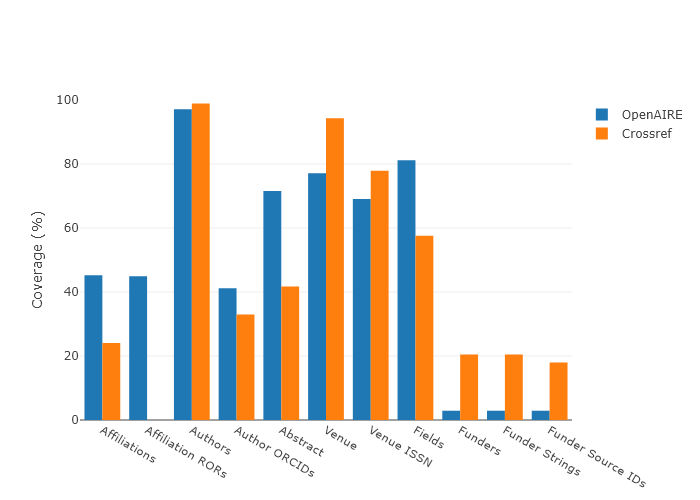 100
80
60
40
20
0
Coverage (%)
Affiliations
Affiliation RORs
Authors
Author ORCIDs
Abstract
Venue
Venue ISSN
Fields
Funders
Funder Strings
Funder Source IDs
OpenAIRE
Crossref